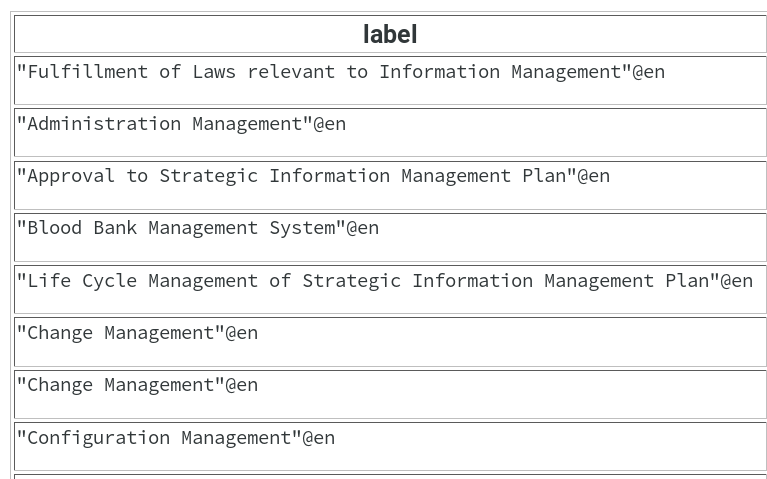 label
"Fulfillment of Laws relevant to Information Management"@en
"Administration Management"@en
"Approval to Strategic Information Management Plan"@en
"Blood Bank Management System"@en
"Life Cycle Management of Strategic Information Management Plan"@en
"Change Management"@en
"Change Management"@en
"Configuration Management"@en